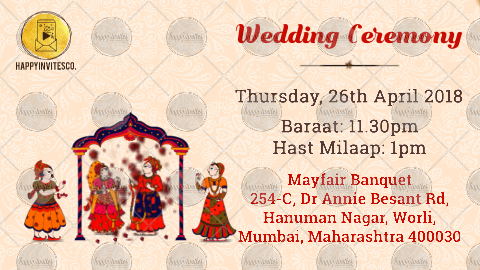 HAPPYINVITESCO.
Wedding Ceremony
Thursday, 26th April 2018
Baraat: 11.30pm
Hast Milaap: 1pm
Mayfair Banquet
254-C, Dr Annie Besant Rd,
Hanuman Nagar, Worli,
Mumbai, Maharashtra 400030